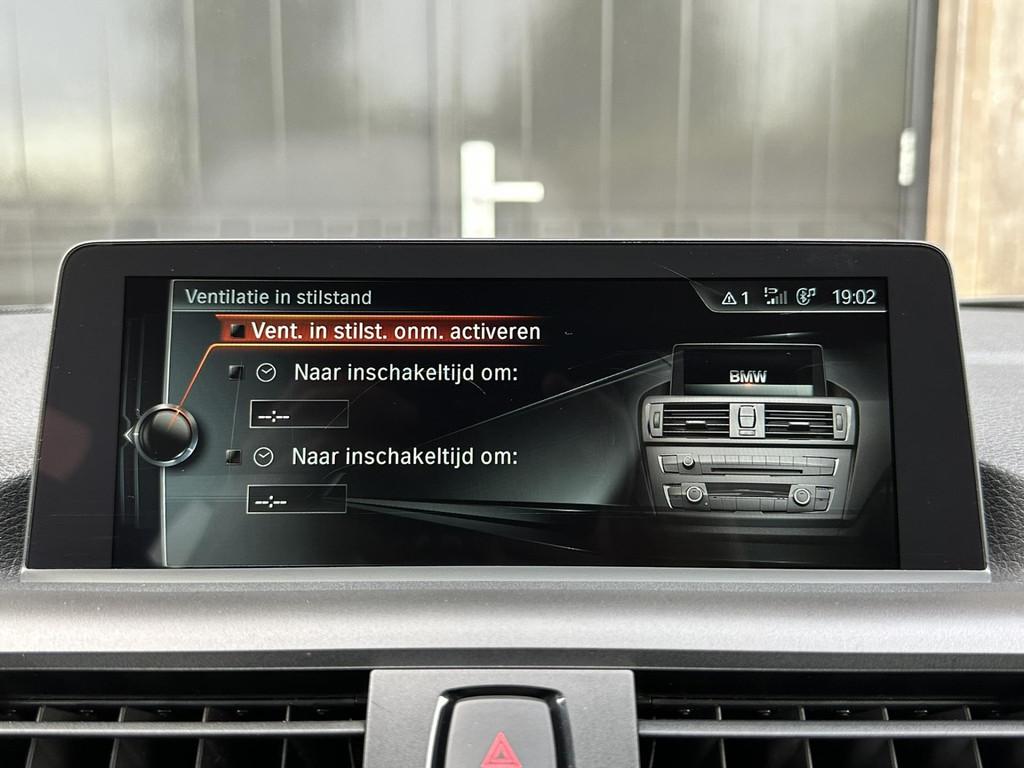 Ventilatie in stilstand
1
19:02
Vent. in stilst. onm. activeren
Naar inschakeltijd om:
--:--
Naar inschakeltijd om:
--:--
BMW